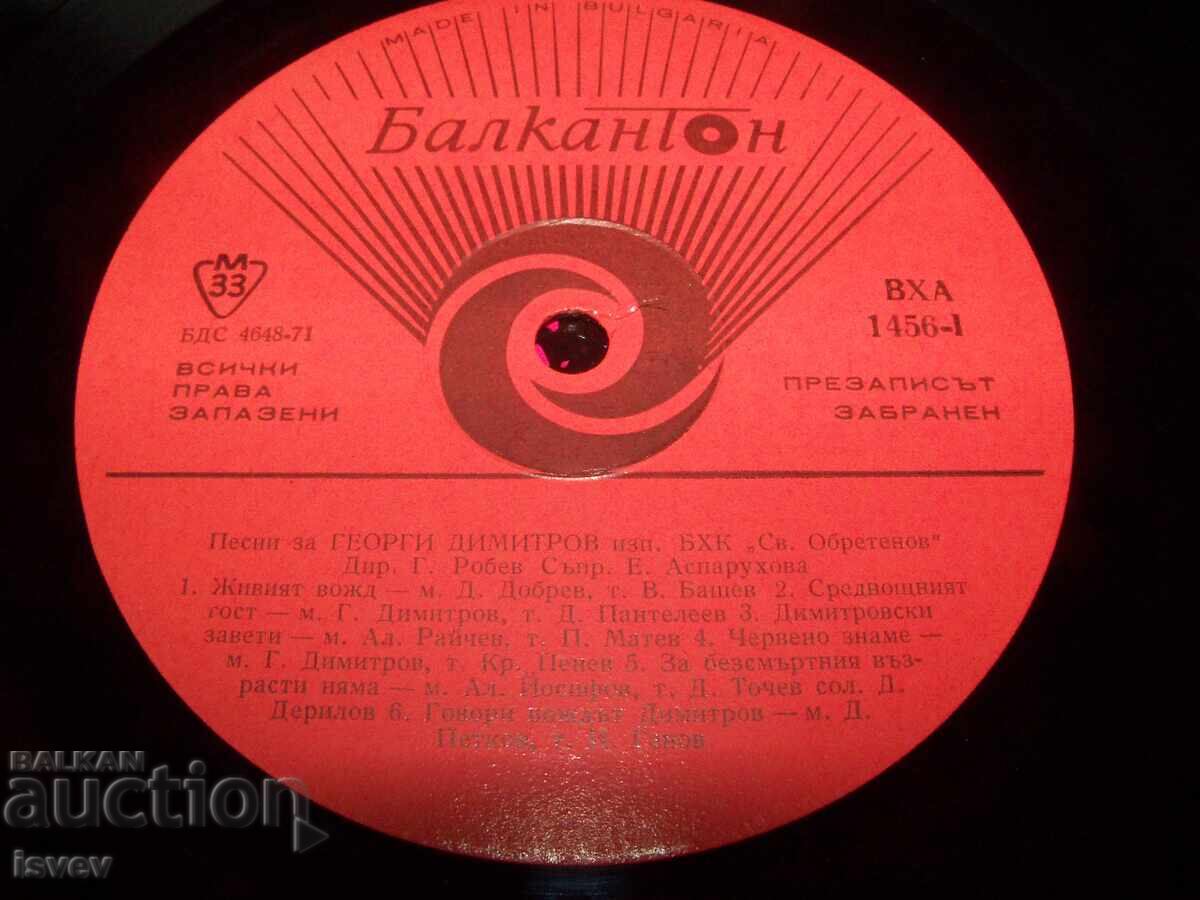 MADE IN BULGARIA
Балкантон
М
33
БДС 4648-71
ВСИЧКИ
ПРАВА
ЗАПАЗЕНИ
ВХА
1456-I
ПРЕЗАПИСЪТ
ЗАБРАНЕН
Песни за ГЕОРГИ ДИМИТРОВ изп. БХК „Св. Обретенов"
Дир. Г. Робев Съпр. Е. Аспарухова
1. Живият вожд — м. Д. Добрев, т. В. Башев 2. Среднощният
гост — м. Г. Димитров, т. Д. Пантелеев 3. Димитровски
завети — м. Ал. Райчев, т. П. Матев 4. Червено знаме —
м. Г. Димитров, т. Кр. Пенев 5. За безсмъртния въз-
расти няма — м. Ал. Йосифов, т. Д. Точев сол. Д.
Дерилов 6. Говори вождът Димитров — м. Д.
Петков, т. Ганов
BALKAN
auction
isvev